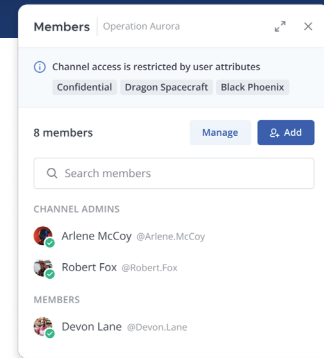 Members Operation Aurora
Channel access is restricted by user attributes
Confidential Dragon Spacecraft Black Phoenix
8 members Manage Add
Search members
CHANNEL ADMINS
Arlene McCoy @Arlene.McCoy
Robert Fox @Robert.Fox
MEMBERS
Devon Lane @Devon.Lane